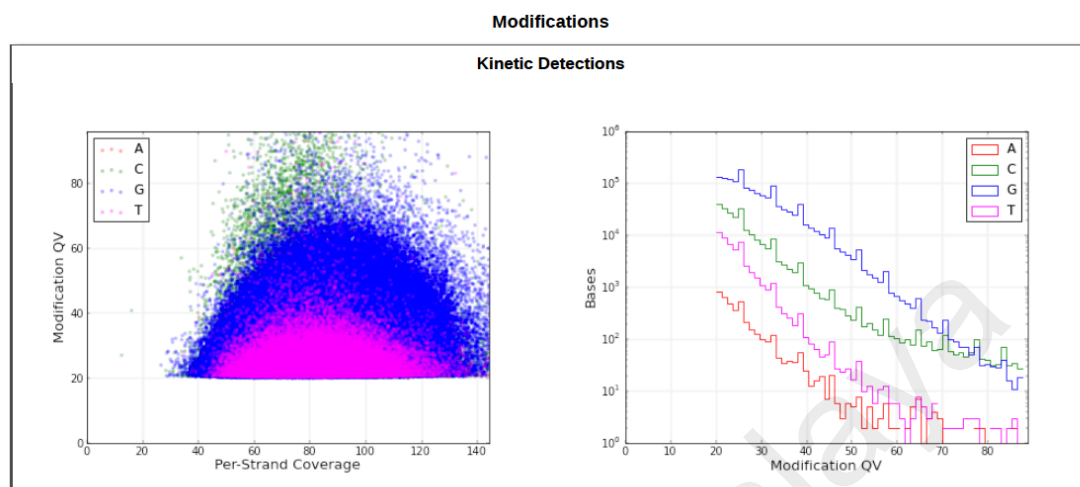 Modifications
Kinetic Detections
A
C
G
T
80
60
40
20
0
Modification QV
0 20 40 60 80 100 120 140
Per-Strand Coverage
10^6
10^5
10^4
10^3
10^2
10^1
10^0
Bases
A
C
G
T
0 10 20 30 40 50 60 70 80
Modification QV
laya